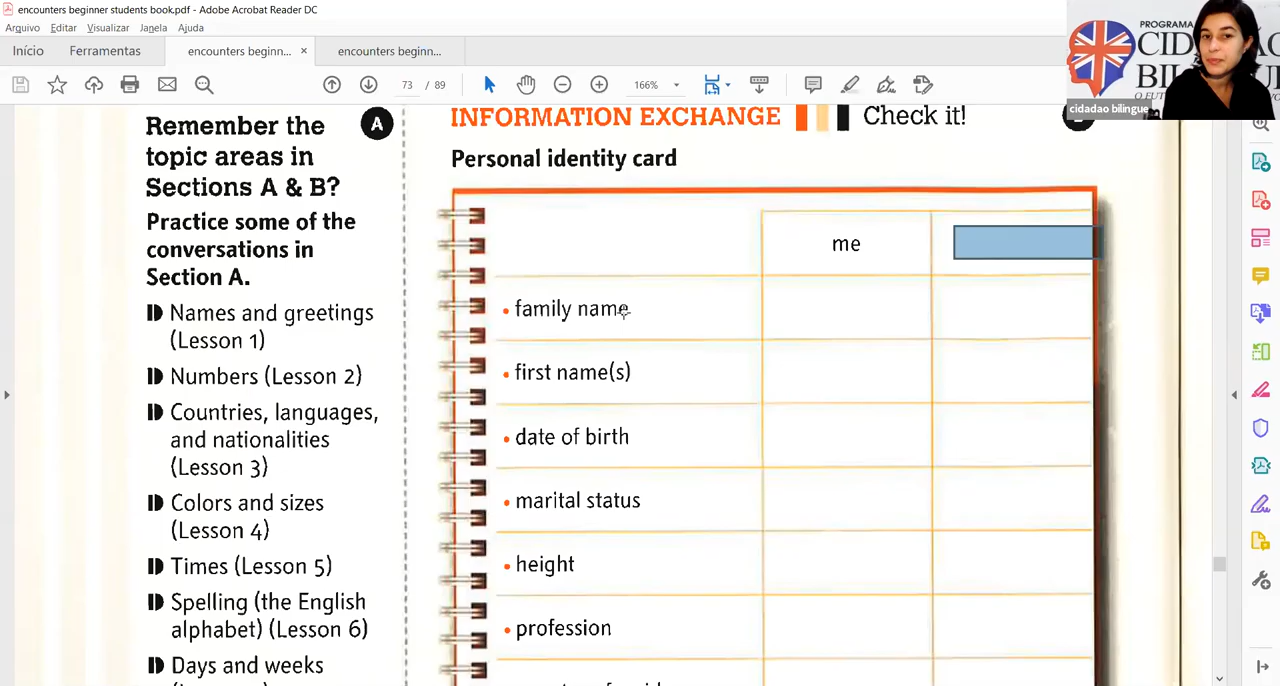 encounters beginner students book.pdf - Adobe Acrobat Reader DC
Arquivo Editar Visualizar Janela Ajuda
Início Ferramentas encounters beginn... × encounters beginn...
73 / 89 166%
PROGRAMA
cidadao bilingue
Remember the
topic areas in
Sections A & B?
A
Practice some of the
conversations in
Section A.
Names and greetings
(Lesson 1)
Numbers (Lesson 2)
Countries, languages,
and nationalities
(Lesson 3)
Colors and sizes
(Lesson 4)
Times (Lesson 5)
Spelling (the English
alphabet) (Lesson 6)
Days and weeks
INFORMATION EXCHANGE Check it!
Personal identity card
me
• family name
• first name(s)
• date of birth
• marital status
• height
• profession